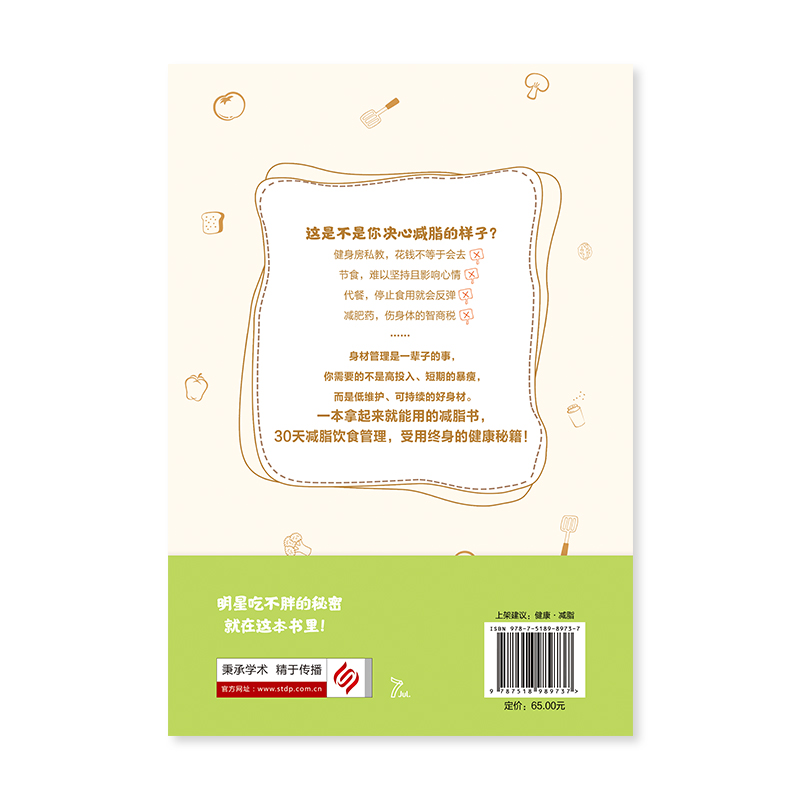 这是不是你决心减脂的样子？
健身房私教，花钱不等于会去
节食，难以坚持且影响心情
代餐，停止食用就会反弹
减肥药，伤身体的智商税
······
身材管理是一辈子的事，
你需要的不是高投入、短期的暴瘦，
而是低维护、可持续的好身材。
一本拿起来就能用的减脂书，
30天减脂饮食管理，受用终身的健康秘籍！
明星吃不胖的秘密
就在这本书里！
秉承学术 精于传播
官方网址：www.stdp.com.cn
7 Jul.
上架建议：健康·减脂
ISBN 978-7-5189-8973-7
9 787518 989737>
定价：65.00元